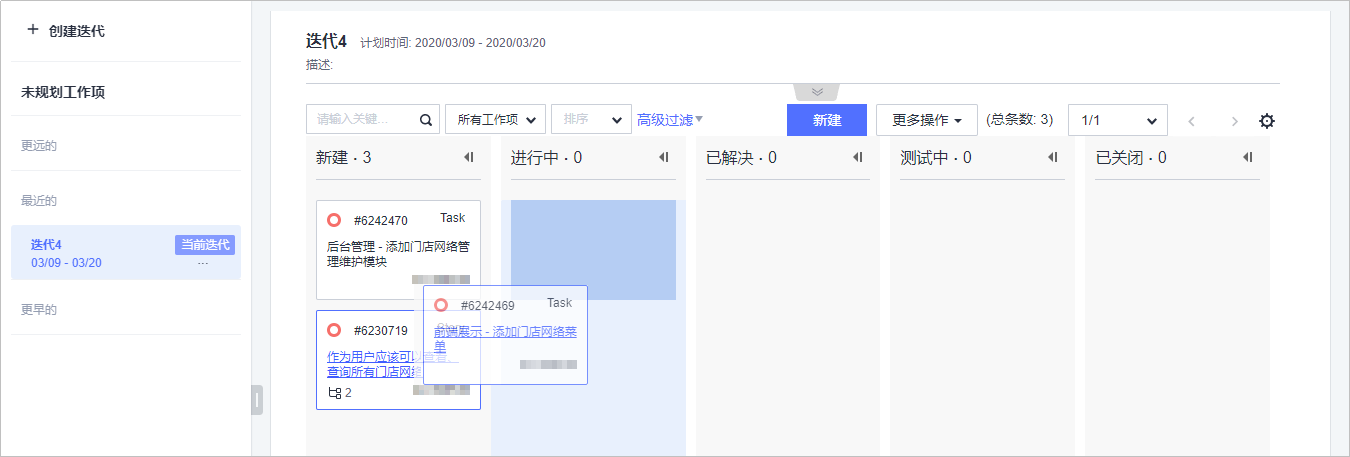 + 创建迭代
未规划工作项
更远的
最近的
迭代4 当前迭代
03/09 - 03/20 ...
更早的
迭代4 计划时间: 2020/03/09 - 2020/03/20
描述:
请输入关键... 所有工作项 排序 高级过滤 新建 更多操作 (总条数: 3) 1/1
新建 · 3 进行中 · 0 已解决 · 0 测试中 · 0 已关闭 · 0
#6242470 Task
后台管理 - 添加门店网络管
理维护模块
#6242469 Task
前端展示 - 添加门店网络菜
单
#6230719
作为用户应该可以查看、
查询所有门店网络
2